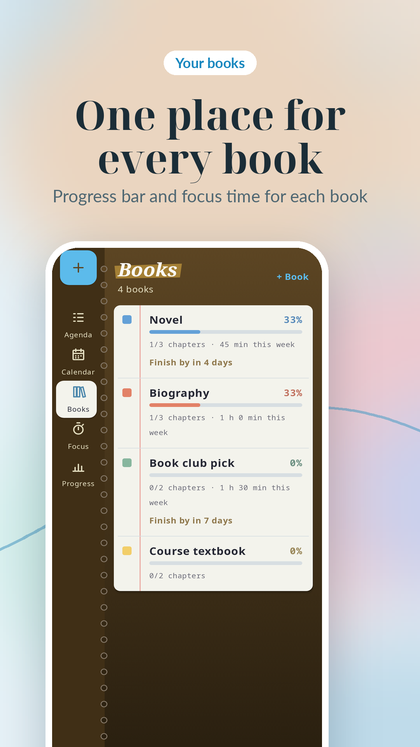 Your books
One place for
every book
Progress bar and focus time for each book
+
Books
4 books
+ Book
Agenda
Calendar
Books
Focus
Progress
Novel 33%
1/3 chapters · 45 min this week
Finish by in 4 days
Biography 33%
1/3 chapters · 1 h 0 min this
week
Book club pick 0%
0/2 chapters · 1 h 30 min this
week
Finish by in 7 days
Course textbook 0%
0/2 chapters